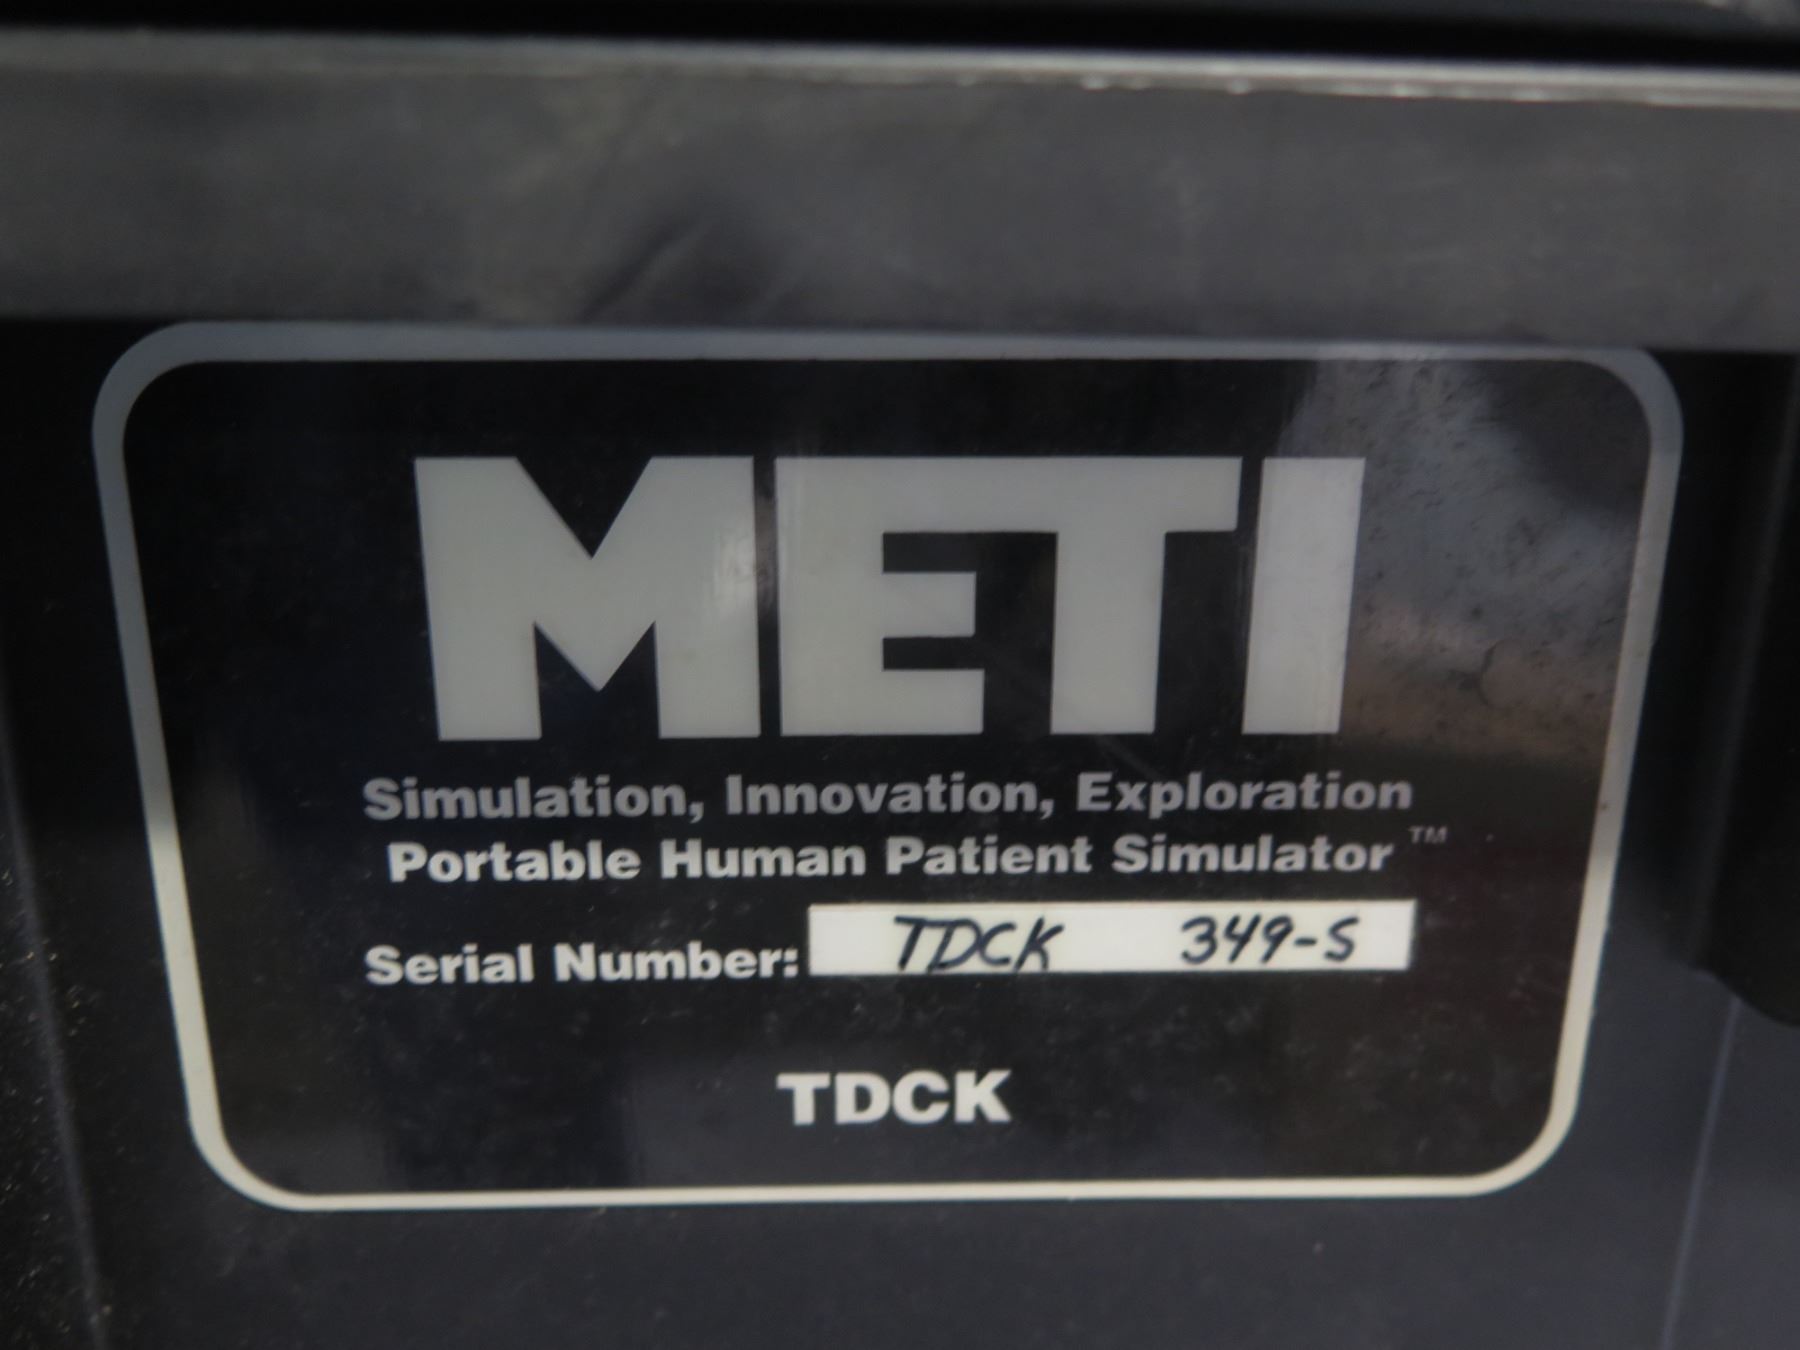 METI
Simulation, Innovation, Exploration
Portable Human Patient Simulator™
Serial Number: TDCK 349-S
TDCK